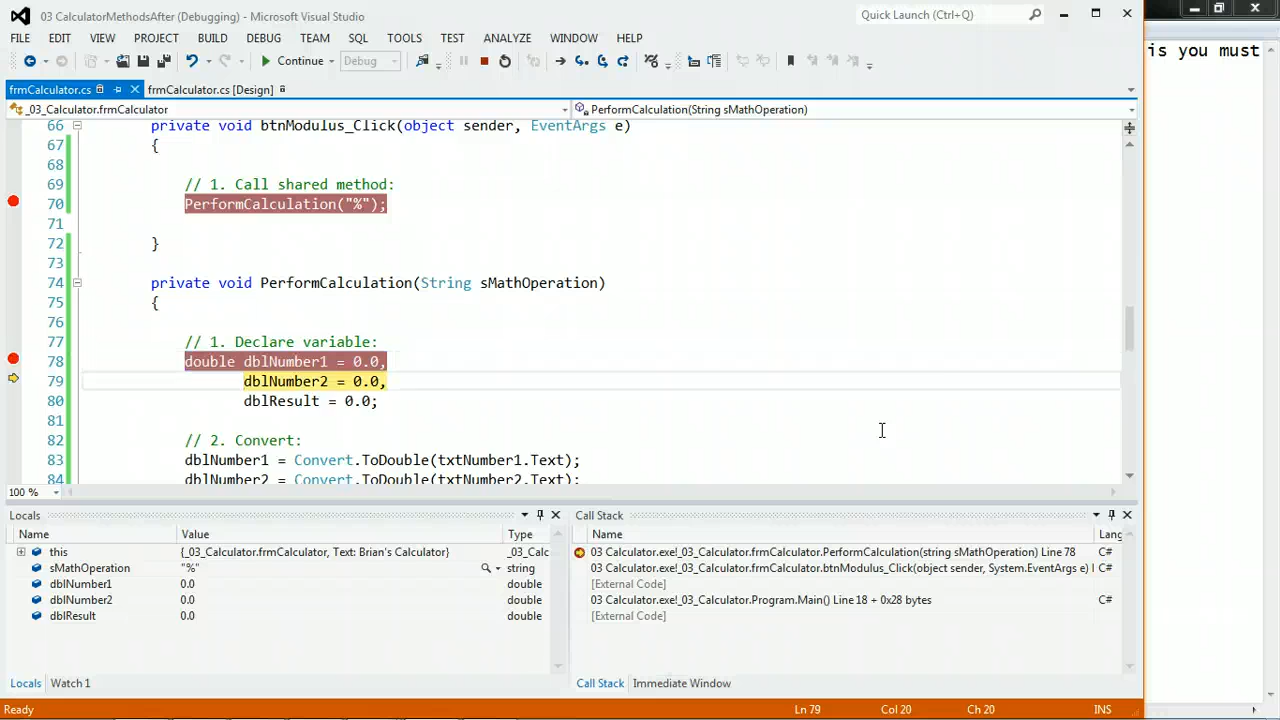 03 CalculatorMethodsAfter (Debugging) - Microsoft Visual Studio
Quick Launch (Ctrl+Q)
FILE EDIT VIEW PROJECT BUILD DEBUG TEAM SQL TOOLS TEST ANALYZE WINDOW HELP
is you must
Continue Debug
frmCalculator.cs frmCalculator.cs [Design]
_03_Calculator.frmCalculator PerformCalculation(String sMathOperation)
66 private void btnModulus_Click(object sender, EventArgs e)
67 {
68
69 // 1. Call shared method:
70 PerformCalculation("%");
71
72 }
73
74 private void PerformCalculation(String sMathOperation)
75 {
76
77 // 1. Declare variable:
78 double dblNumber1 = 0.0,
79 dblNumber2 = 0.0,
80 dblResult = 0.0;
81
82 // 2. Convert:
83 dblNumber1 = Convert.ToDouble(txtNumber1.Text);
84 dblNumber2 = Convert.ToDouble(txtNumber2.Text);
100 %
Locals
Name Value Type
this {_03_Calculator.frmCalculator, Text: Brian's Calculator} _03_Calc
sMathOperation "%" string
dblNumber1 0.0 double
dblNumber2 0.0 double
dblResult 0.0 double
Locals Watch 1
Call Stack
Name Lang
03 Calculator.exe!_03_Calculator.frmCalculator.PerformCalculation(string sMathOperation) Line 78 C#
03 Calculator.exe!_03_Calculator.frmCalculator.btnModulus_Click(object sender, System.EventArgs e) C#
[External Code]
03 Calculator.exe!_03_Calculator.Program.Main() Line 18 + 0x28 bytes C#
[External Code]
Call Stack Immediate Window
Ready Ln 79 Col 20 Ch 20 INS